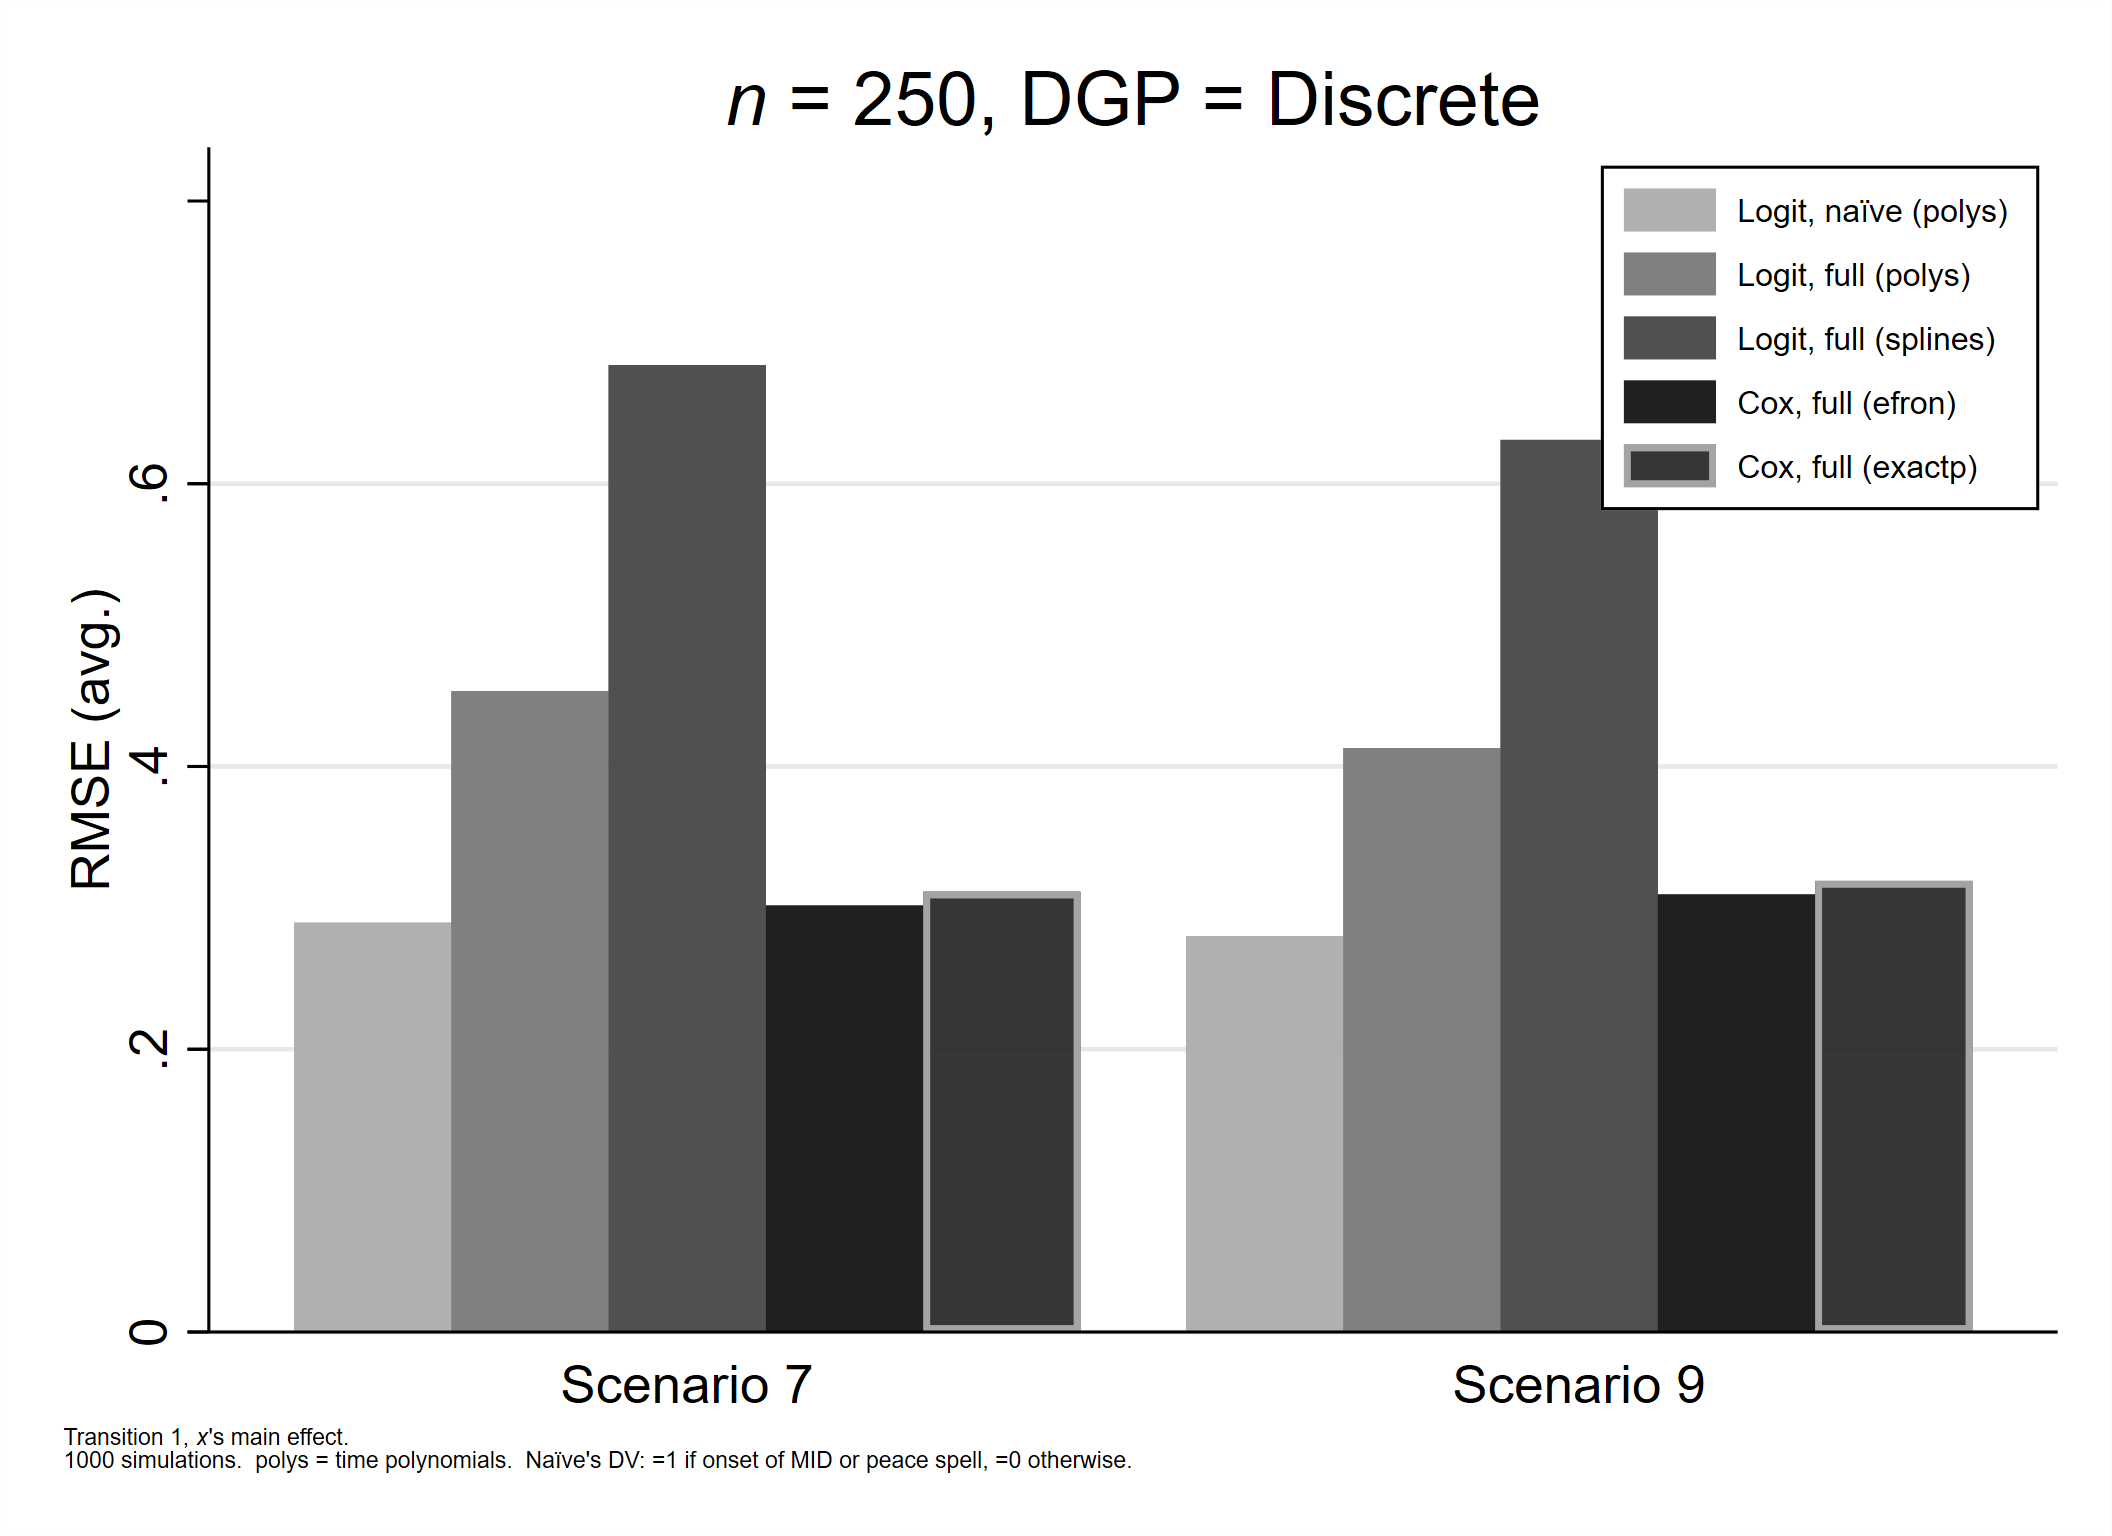 n = 250, DGP = Discrete
Logit, naïve (polys)
Logit, full (polys)
Logit, full (splines)
Cox, full (efron)
Cox, full (exactp)
RMSE (avg.)
.6
.4
.2
0
Scenario 7
Scenario 9
Transition 1, x's main effect.
1000 simulations.  polys = time polynomials.  Naïve's DV: =1 if onset of MID or peace spell, =0 otherwise.